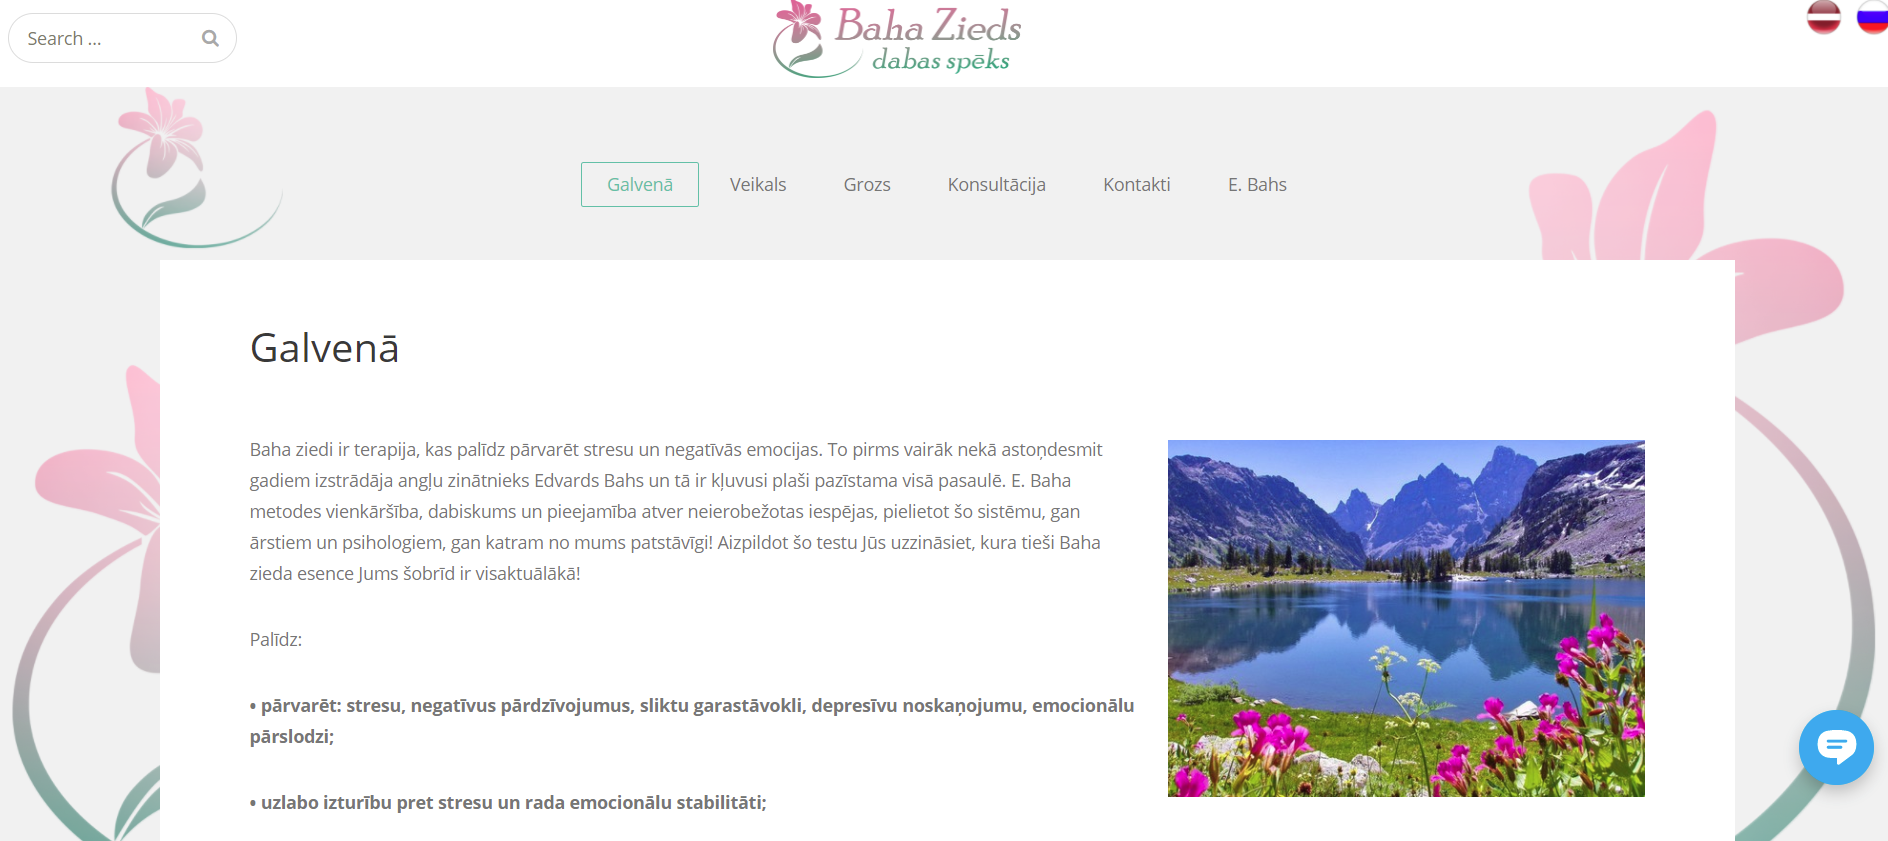 Search ...
Baha Zieds
dabas spēks
Galvenā
Veikals
Grozs
Konsultācija
Kontakti
E. Bahs
Galvenā
Baha ziedi ir terapija, kas palīdz pārvarēt stresu un negatīvās emocijas. To pirms vairāk nekā astoņdesmit
gadiem izstrādāja angļu zinātnieks Edvards Bahs un tā ir kļuvusi plaši pazīstama visā pasaulē. E. Baha
metodes vienkāršība, dabiskums un pieejamība atver neierobežotas iespējas, pielietot šo sistēmu, gan
ārstiem un psihologiem, gan katram no mums patstāvīgi! Aizpildot šo testu Jūs uzzināsiet, kura tieši Baha
zieda esence Jums šobrīd ir visaktuālākā!
Palīdz:
• pārvarēt: stresu, negatīvus pārdzīvojumus, sliktu garastāvokli, depresīvu noskaņojumu, emocionālu
pārslodzi;
• uzlabo izturību pret stresu un rada emocionālu stabilitāti;